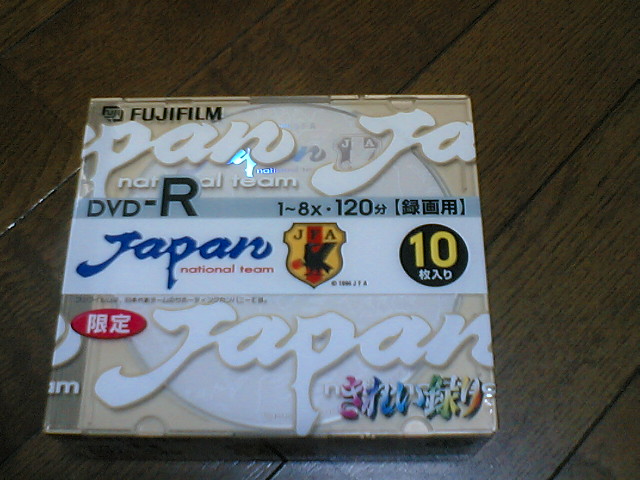 FUJIFILM
Japan
national team
DVD-R
1~8x・120分【録画用】
Japan
national team
JFA
©1996 JFA
10
枚入り
限定
Japan
きれい録り